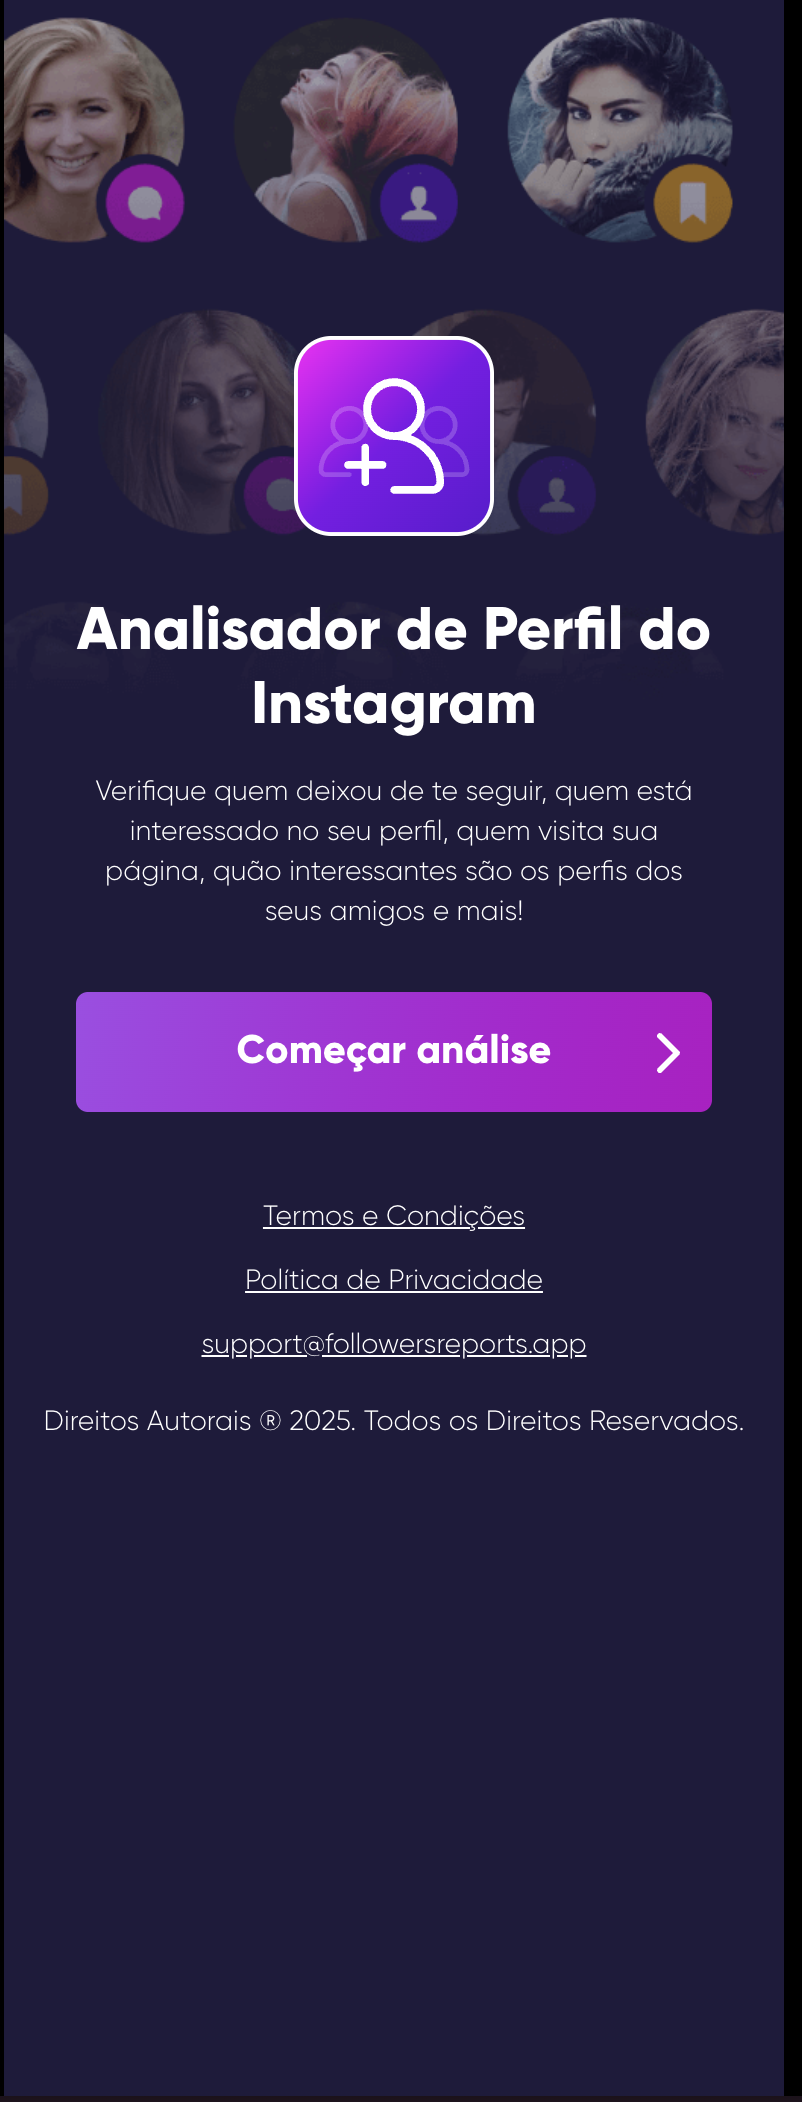 Analisador de Perfil do
Instagram
Verifique quem deixou de te seguir, quem está
interessado no seu perfil, quem visita sua
página, quão interessantes são os perfis dos
seus amigos e mais!
Começar análise
Termos e Condições
Política de Privacidade
support@followersreports.app
Direitos Autorais ® 2025. Todos os Direitos Reservados.